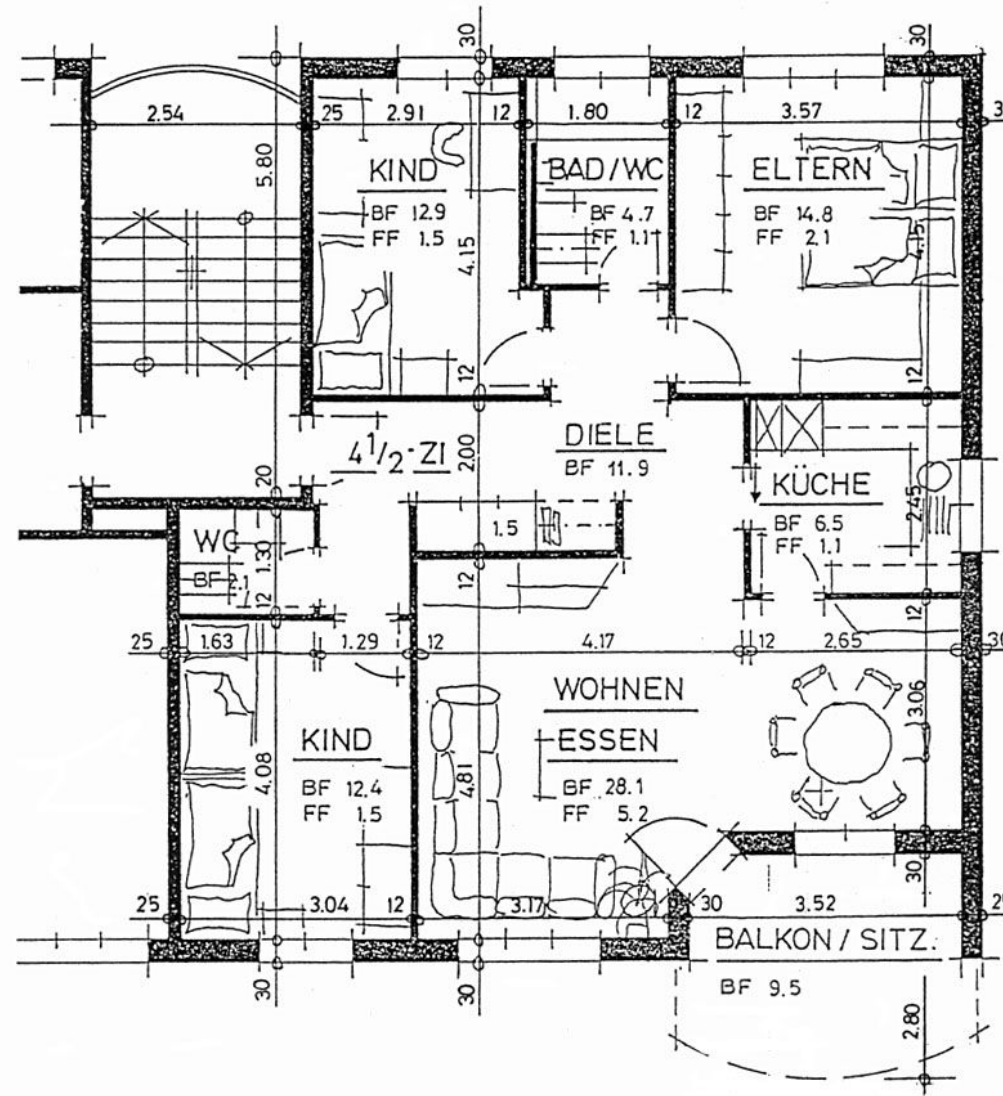 30
30
2.54
25
2.91
12
1.80
12
3.57
5.80
KIND
BF 12.9
FF 1.5
4.15
BAD/WC
BF 4.7
FF 1.1
ELTERN
BF 14.8
FF 2.1
4.15
12
12
4½-ZI
2.00
DIELE
BF 11.9
KÜCHE
BF 6.5
FF 1.1
2.45
20
WC
BF 2.1
1.30
1.5
12
12
12
25
1.63
1.29
12
4.17
12
2.65
WOHNEN
ESSEN
BF 28.1
FF 5.2
3.06
KIND
BF 12.4
FF 1.5
4.08
4.81
30
25
3.04
12
3.17
30
3.52
BALKON / SITZ.
BF 9.5
30
30
2.80